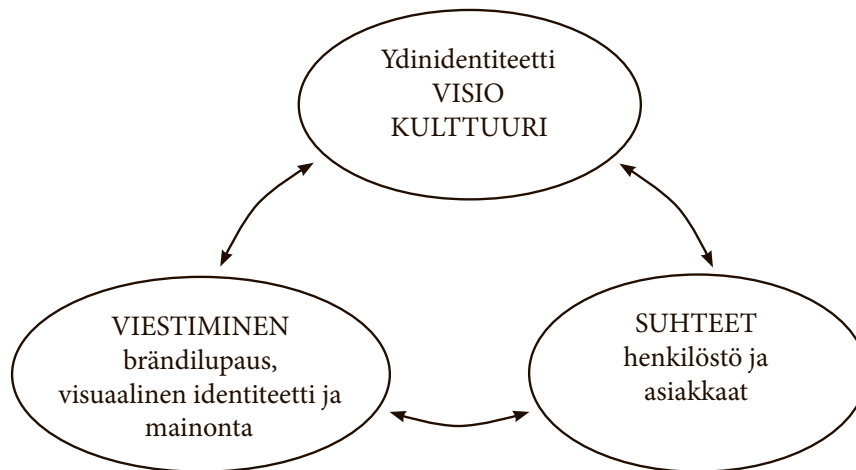 Ydinidentiteetti
VISIO
KULTTUURI
VIESTIMINEN
brändilupaus,
visuaalinen identiteetti ja
mainonta
SUHTEET
henkilöstö ja
asiakkaat